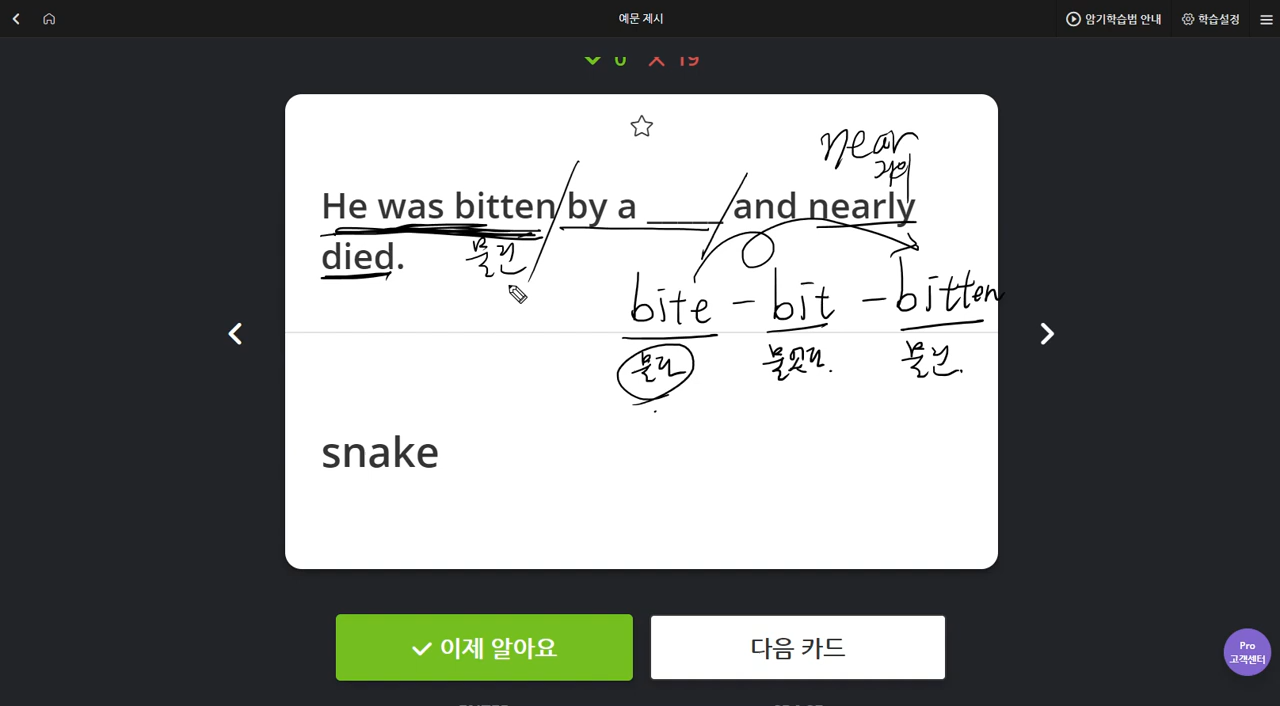 예문 제시
암기학습법 안내
학습설정
0 19
near
거의
He was bitten / by a _____ / and nearly
died.
물린
bite - bit - bitten
물다 물었다. 물린.
snake
이제 알아요
다음 카드
Pro
고객센터